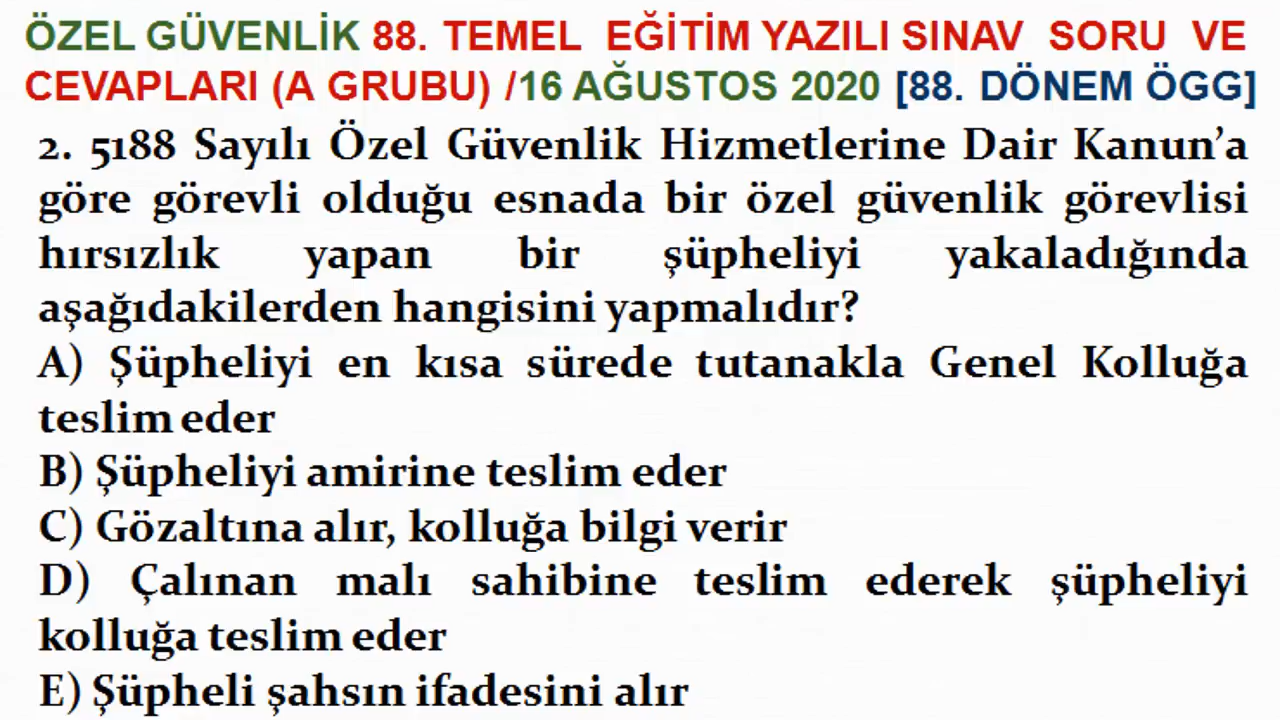 ÖZEL GÜVENLİK 88. TEMEL EĞİTİM YAZILI SINAV SORU VE
CEVAPLARI (A GRUBU) /16 AĞUSTOS 2020 [88. DÖNEM ÖGG]
2. 5188 Sayılı Özel Güvenlik Hizmetlerine Dair Kanun’a
göre görevli olduğu esnada bir özel güvenlik görevlisi
hırsızlık yapan bir şüpheliyi yakaladığında
aşağıdakilerden hangisini yapmalıdır?
A) Şüpheliyi en kısa sürede tutanakla Genel Kolluğa
teslim eder
B) Şüpheliyi amirine teslim eder
C) Gözaltına alır, kolluğa bilgi verir
D) Çalınan malı sahibine teslim ederek şüpheliyi
kolluğa teslim eder
E) Şüpheli şahsın ifadesini alır